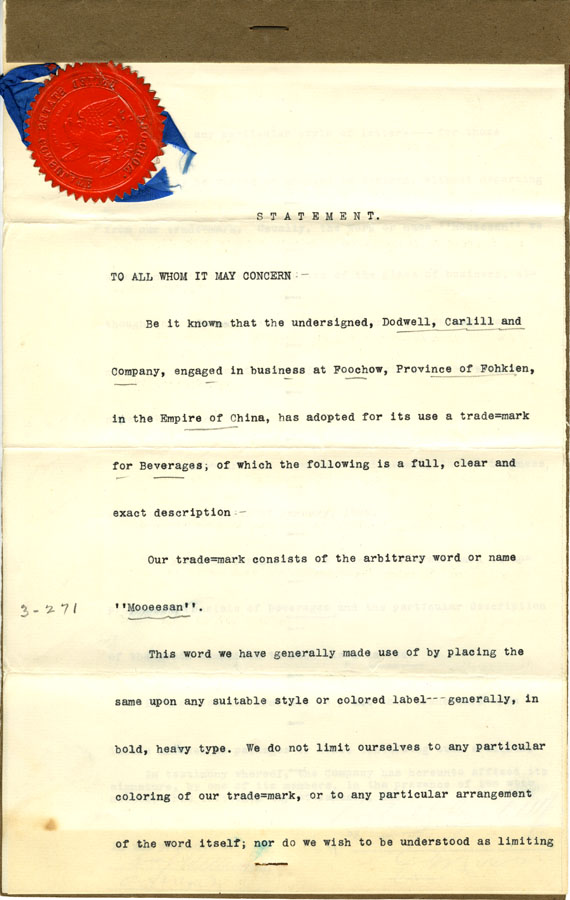 STATEMENT.
TO ALL WHOM IT MAY CONCERN:-
Be it known that the undersigned, Dodwell, Carlill and
Company, engaged in business at Foochow, Province of Fohkien,
in the Empire of China, has adopted for its use a trade=mark
for Beverages; of which the following is a full, clear and
exact description:-
Our trade=mark consists of the arbitrary word or name
3-271
''Mooeesan''.
This word we have generally made use of by placing the
same upon any suitable style or colored label---generally, in
bold, heavy type. We do not limit ourselves to any particular
coloring of our trade=mark, or to any particular arrangement
of the word itself; nor do we wish to be understood as limiting